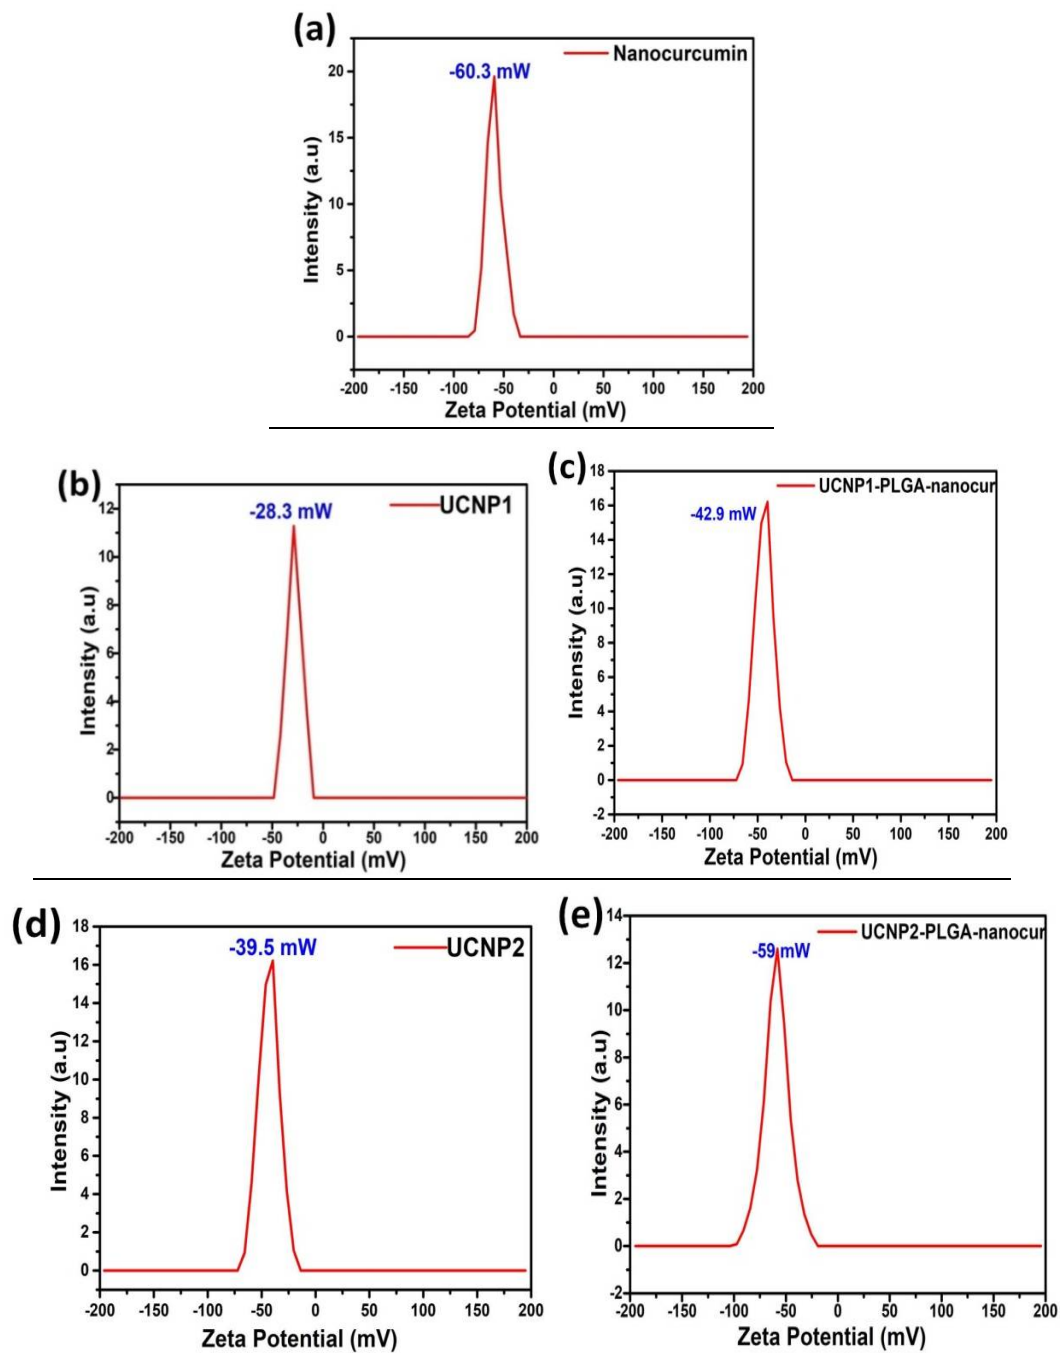 (a)
Nanocurcumin
-60.3 mW
20
15
10
5
0
Intensity (a.u)
-200 -150 -100 -50 0 50 100 150 200
Zeta Potential (mV)
(b)
UCNP1
-28.3 mW
12
10
8
6
4
2
0
Intensity (a.u)
-200 -150 -100 -50 0 50 100 150 200
Zeta Potential (mV)
(c)
UCNP1-PLGA-nanocur
-42.9 mW
18
16
14
12
10
8
6
4
2
0
-2
Intensity (a.u)
-200 -150 -100 -50 0 50 100 150 200
Zeta Potential (mV)
(d)
UCNP2
-39.5 mW
18
16
14
12
10
8
6
4
2
0
Intensity (a.u)
-200 -150 -100 -50 0 50 100 150 200
Zeta Potential (mV)
(e)
UCNP2-PLGA-nanocur
-59 mW
14
12
10
8
6
4
2
0
-2
Intensity (a.u)
-200 -150 -100 -50 0 50 100 150 200
Zeta Potential (mV)